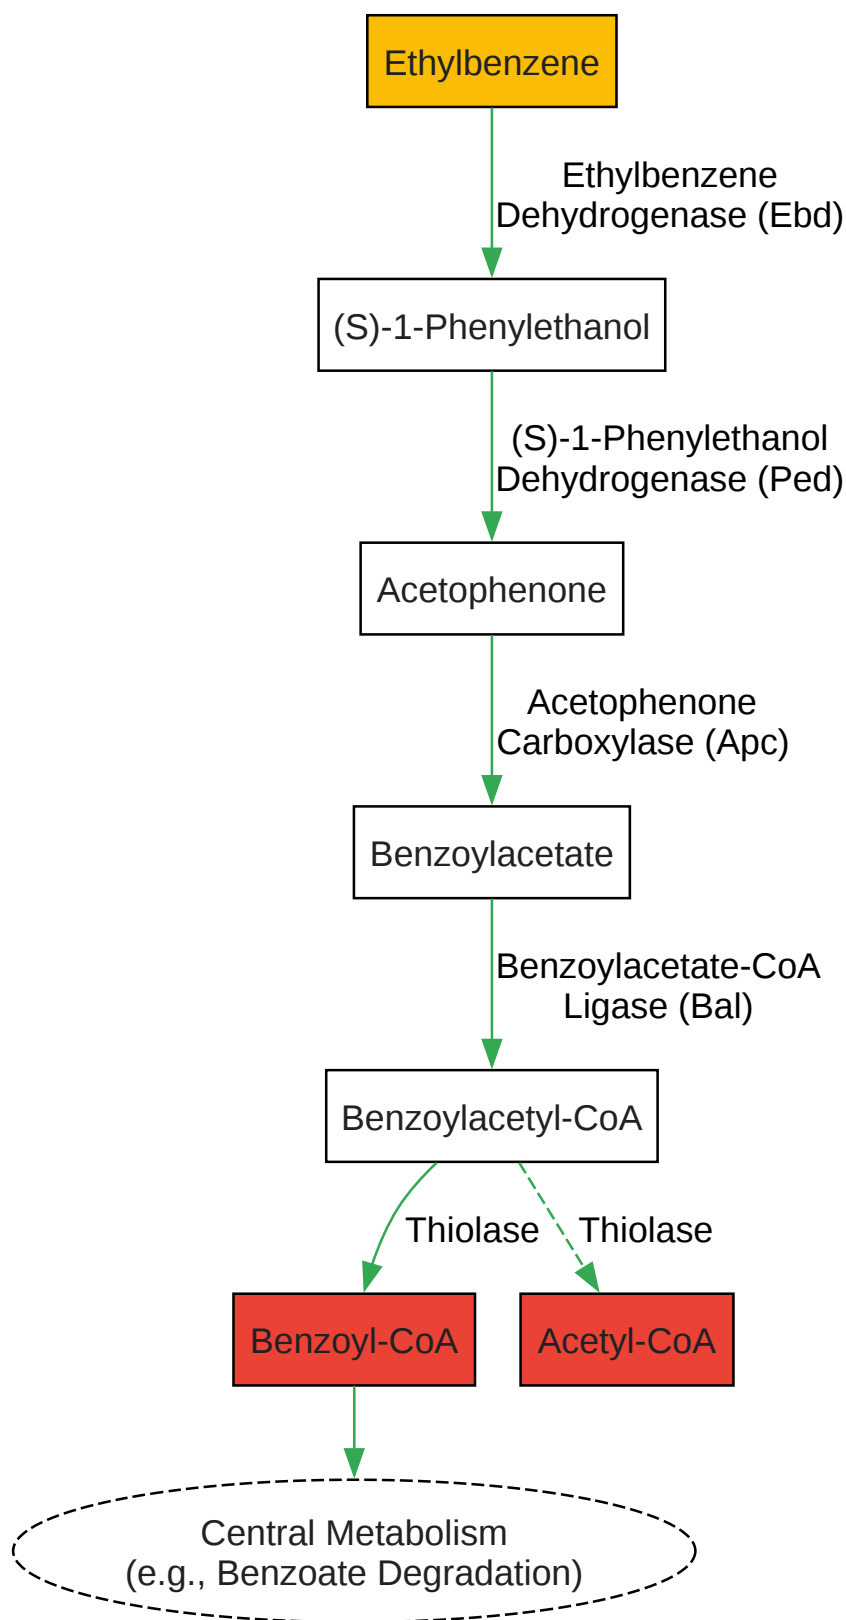 Ethylbenzene
Ethylbenzene
Dehydrogenase (Ebd)
(S)-1-Phenylethanol
(S)-1-Phenylethanol
Dehydrogenase (Ped)
Acetophenone
Acetophenone
Carboxylase (Apc)
Benzoylacetate
Benzoylacetate-CoA
Ligase (Bal)
Benzoylacetyl-CoA
Thiolase
Thiolase
Benzoyl-CoA
Acetyl-CoA
Central Metabolism
(e.g., Benzoate Degradation)